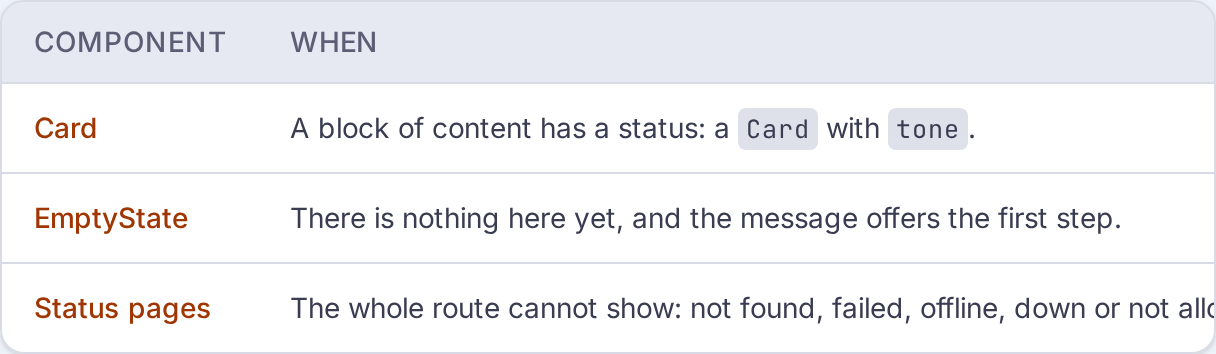 COMPONENT WHEN
Card A block of content has a status: a Card with tone.
EmptyState There is nothing here yet, and the message offers the first step.
Status pages The whole route cannot show: not found, failed, offline, down or not